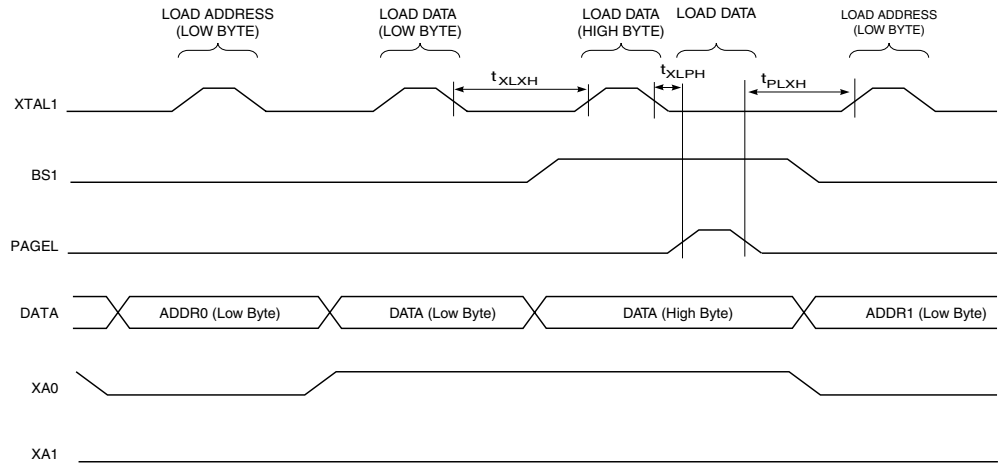 LOAD ADDRESS
(LOW BYTE)
LOAD DATA
(LOW BYTE)
LOAD DATA
(HIGH BYTE)
LOAD DATA
LOAD ADDRESS
(LOW BYTE)
tXLXH
tXLPH
tPLXH
XTAL1
BS1
PAGEL
DATA
ADDR0 (Low Byte)
DATA (Low Byte)
DATA (High Byte)
ADDR1 (Low Byte)
XA0
XA1